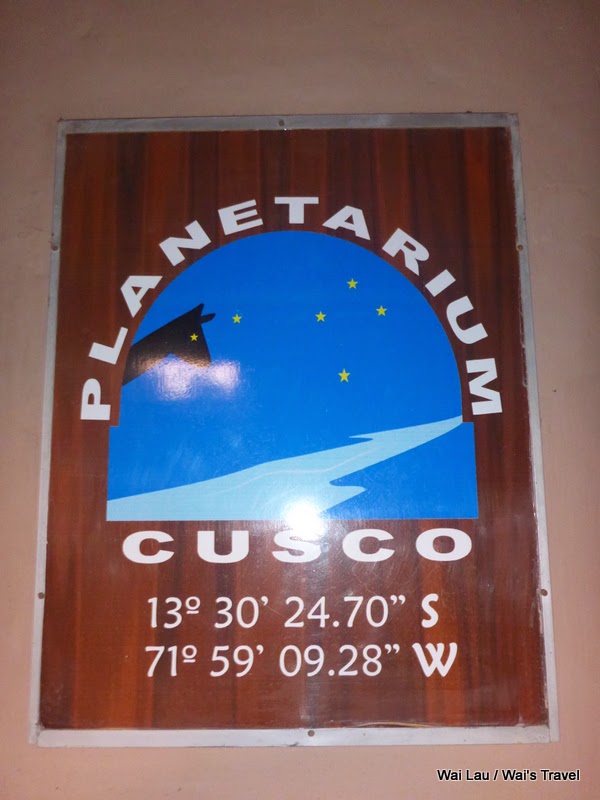 PLANETARIUM
CUSCO
13º 30’ 24.70” S
71º 59’ 09.28” W
Wai Lau / Wai's Travel